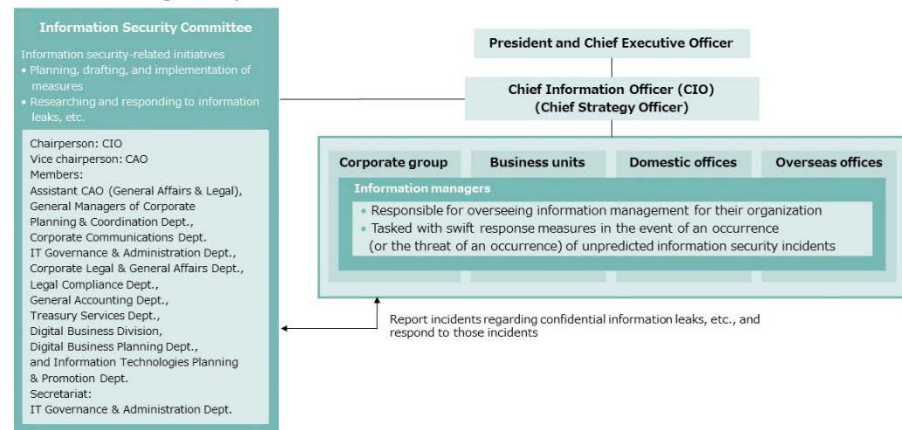 Information Security Committee
Information security-related initiatives
• Planning, drafting, and implementation of
measures
• Researching and responding to information
leaks, etc.
Chairperson: CIO
Vice chairperson: CAO
Members:
Assistant CAO (General Affairs & Legal),
General Managers of Corporate
Planning & Coordination Dept.,
Corporate Communications Dept.
IT Governance & Administration Dept.,
Corporate Legal & General Affairs Dept.,
Legal Compliance Dept.,
General Accounting Dept.,
Treasury Services Dept.,
Digital Business Division,
Digital Business Planning Dept.,
and Information Technologies Planning
& Promotion Dept.
Secretariat:
IT Governance & Administration Dept.
President and Chief Executive Officer
Chief Information Officer (CIO)
(Chief Strategy Officer)
Corporate group
Business units
Domestic offices
Overseas offices
Information managers
• Responsible for overseeing information management for their organization
• Tasked with swift response measures in the event of an occurrence
(or the threat of an occurrence) of unpredicted information security incidents
Report incidents regarding confidential information leaks, etc., and
respond to those incidents